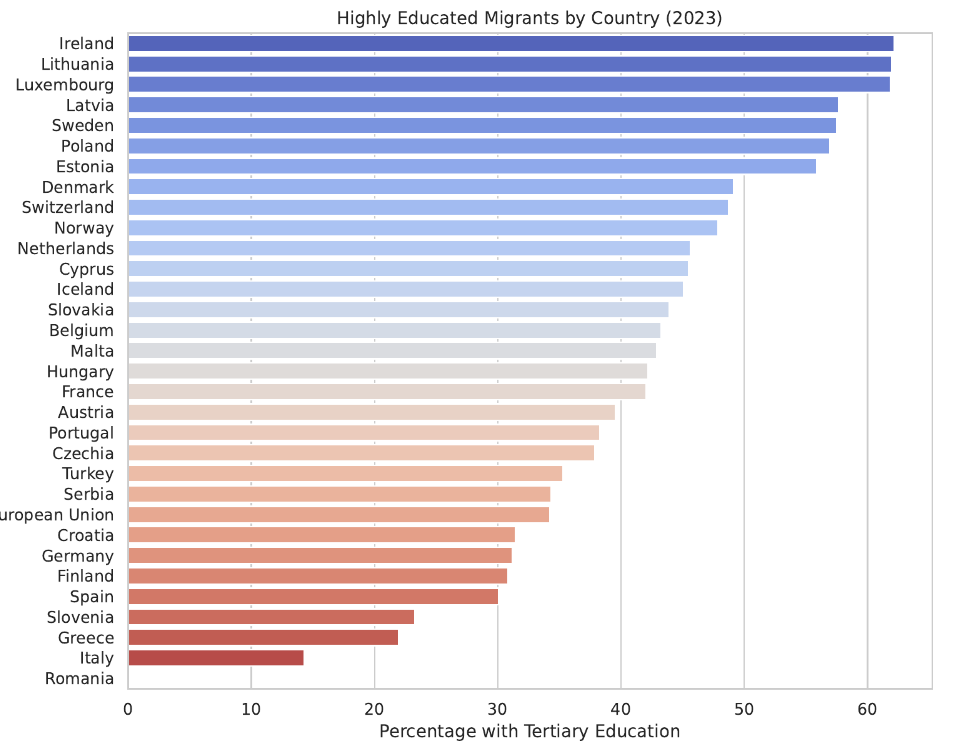 Highly Educated Migrants by Country (2023)
Ireland
Lithuania
Luxembourg
Latvia
Sweden
Poland
Estonia
Denmark
Switzerland
Norway
Netherlands
Cyprus
Iceland
Slovakia
Belgium
Malta
Hungary
France
Austria
Portugal
Czechia
Turkey
Serbia
uropean Union
Croatia
Germany
Finland
Spain
Slovenia
Greece
Italy
Romania
0 10 20 30 40 50 60
Percentage with Tertiary Education